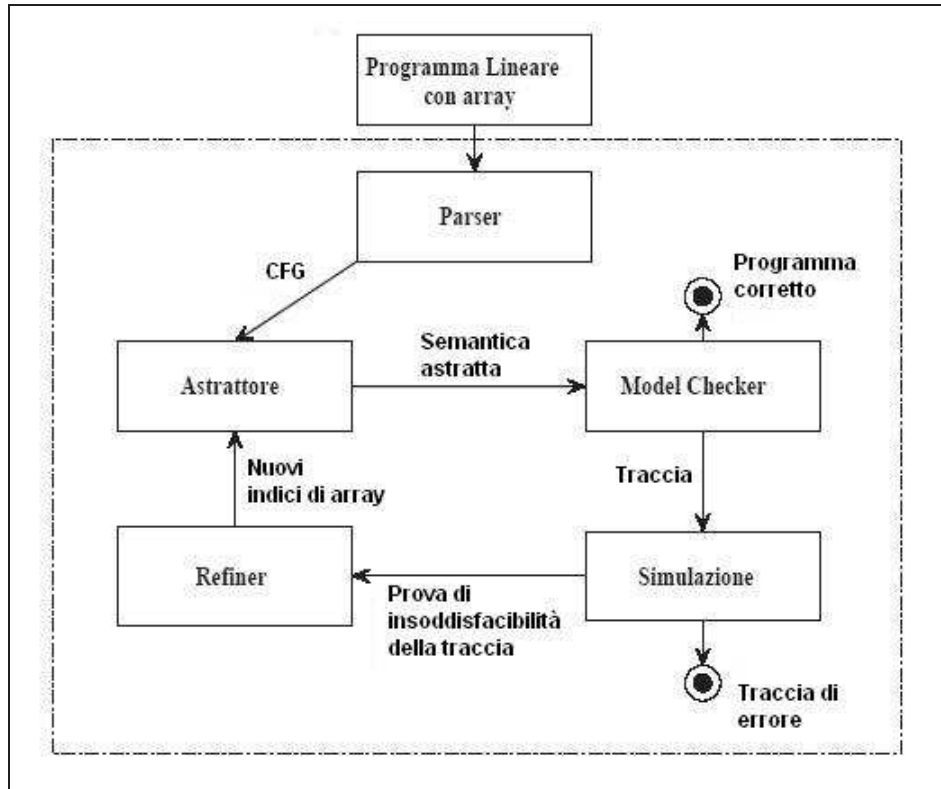 Programma Lineare
con array
Parser
CFG
Programma
corretto
Semantica
astratta
Astrattore
Model Checker
Nuovi
indici di array
Traccia
Refiner
Simulazione
Prova di
insoddisfacibilità
della traccia
Traccia di
errore